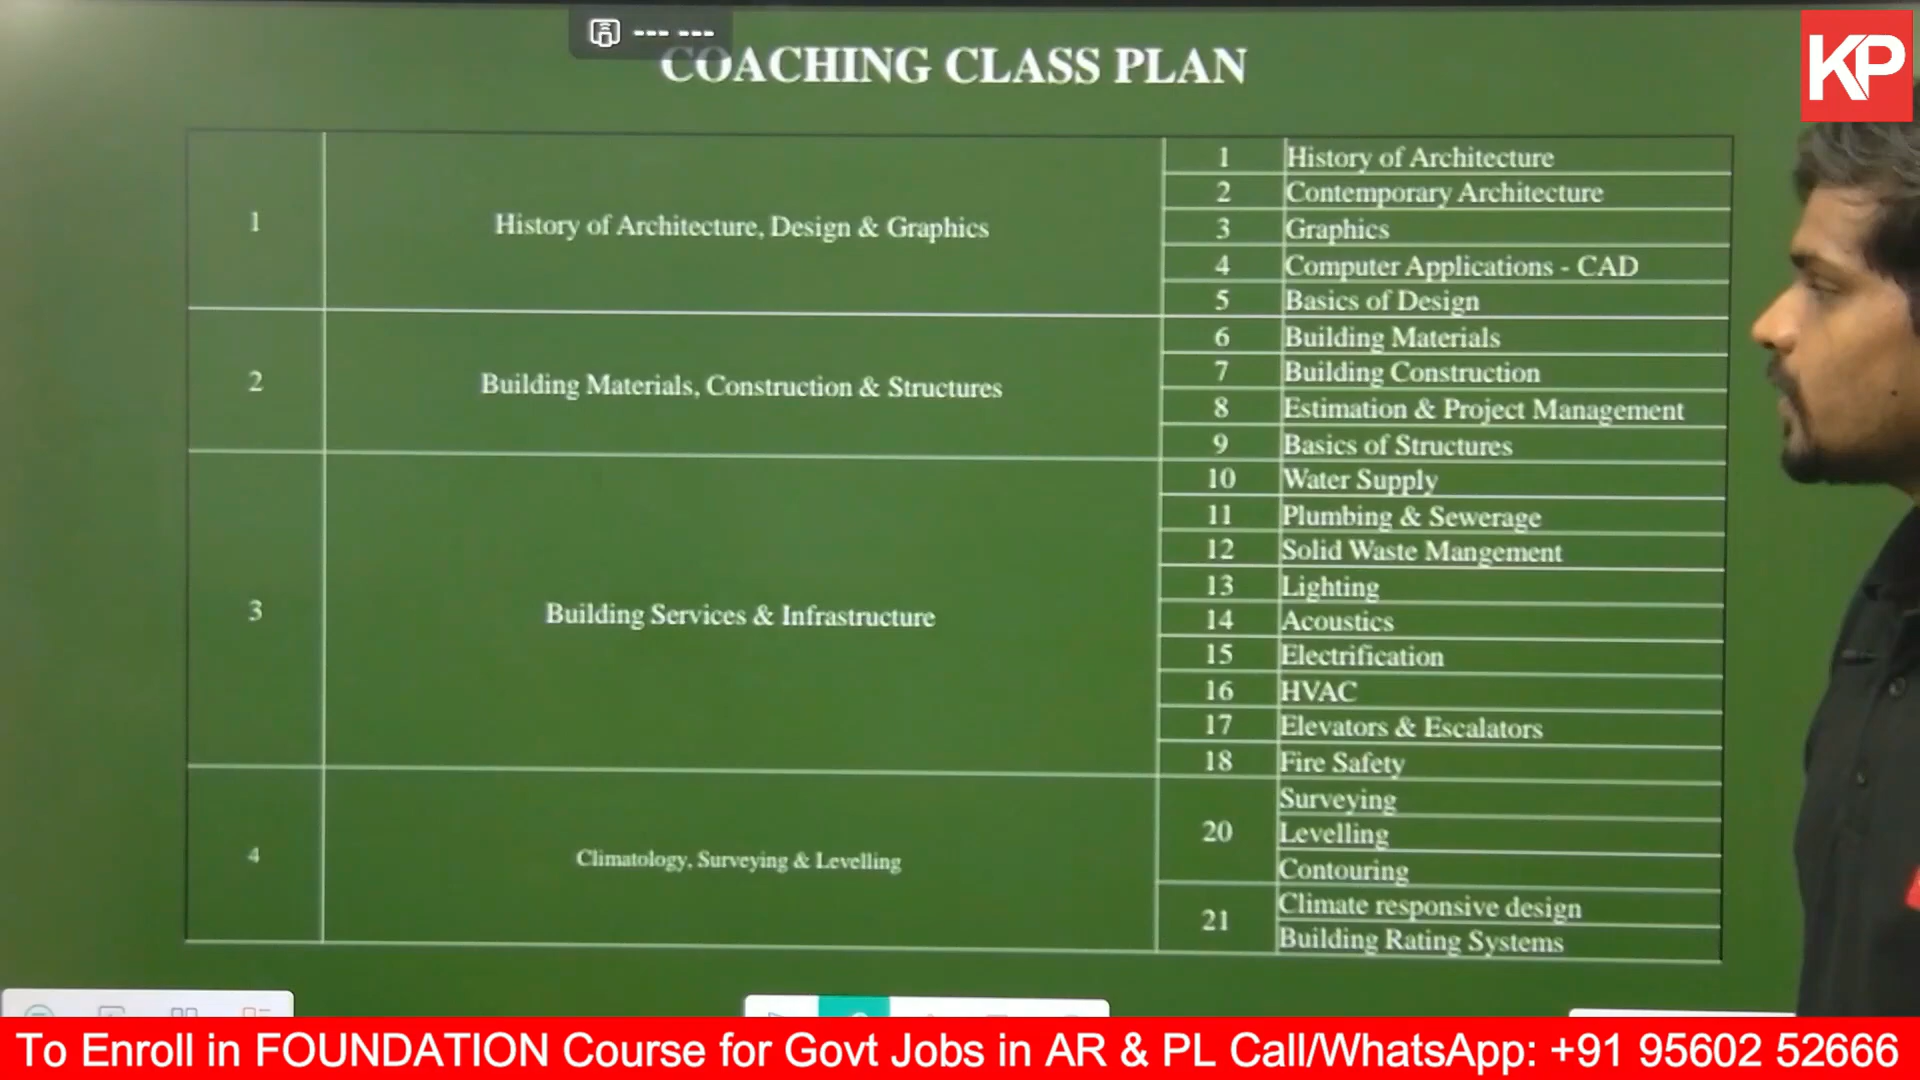 --- ---
COACHING CLASS PLAN
KP
1
History of Architecture, Design & Graphics
1 History of Architecture
2 Contemporary Architecture
3 Graphics
4 Computer Applications - CAD
5 Basics of Design
2
Building Materials, Construction & Structures
6 Building Materials
7 Building Construction
8 Estimation & Project Management
9 Basics of Structures
3
Building Services & Infrastructure
10 Water Supply
11 Plumbing & Sewerage
12 Solid Waste Mangement
13 Lighting
14 Acoustics
15 Electrification
16 HVAC
17 Elevators & Escalators
18 Fire Safety
4
Climatology, Surveying & Levelling
20
Surveying
Levelling
Contouring
21
Climate responsive design
Building Rating Systems
To Enroll in FOUNDATION Course for Govt Jobs in AR & PL Call/WhatsApp: +91 95602 52666